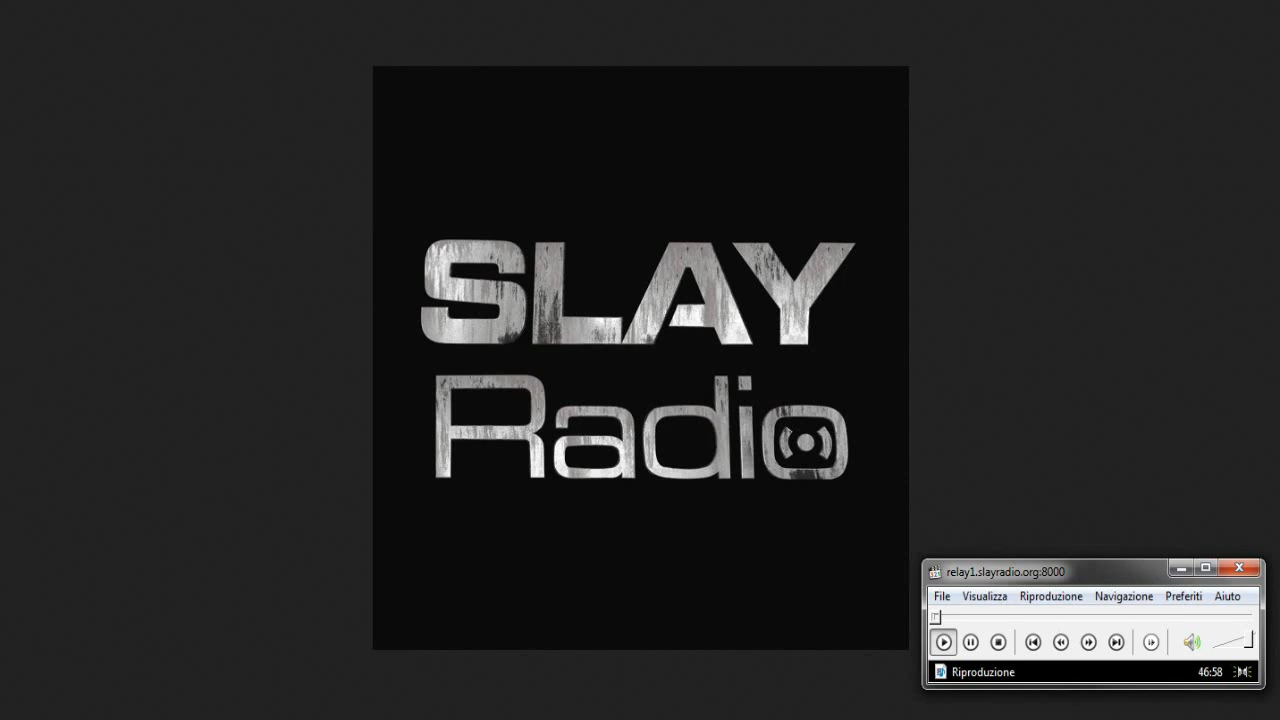 SLAY
Radio
relay1.slayradio.org:8000
File Visualizza Riproduzione Navigazione Preferiti Aiuto
Riproduzione 46:58